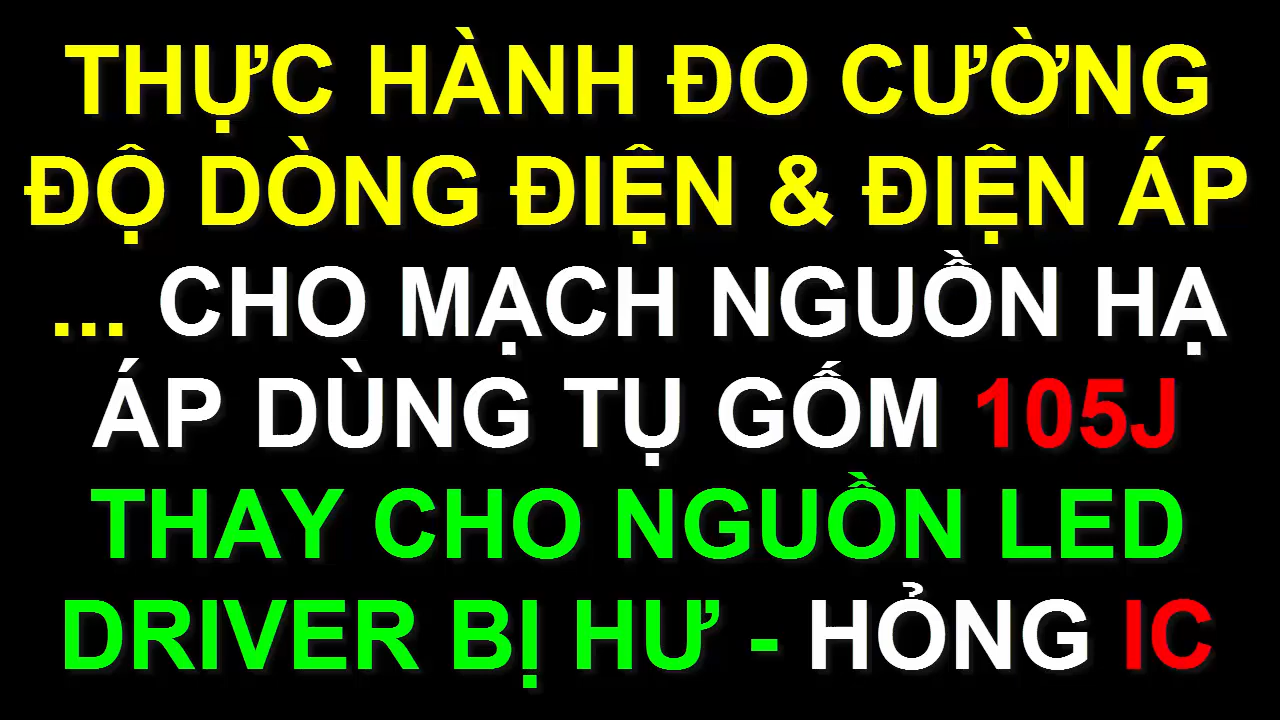 THỰC HÀNH ĐO CƯỜNG
ĐỘ DÒNG ĐIỆN & ĐIỆN ÁP
... CHO MẠCH NGUỒN HẠ
ÁP DÙNG TỤ GỐM 105J
THAY CHO NGUỒN LED
DRIVER BỊ HƯ - HỎNG IC